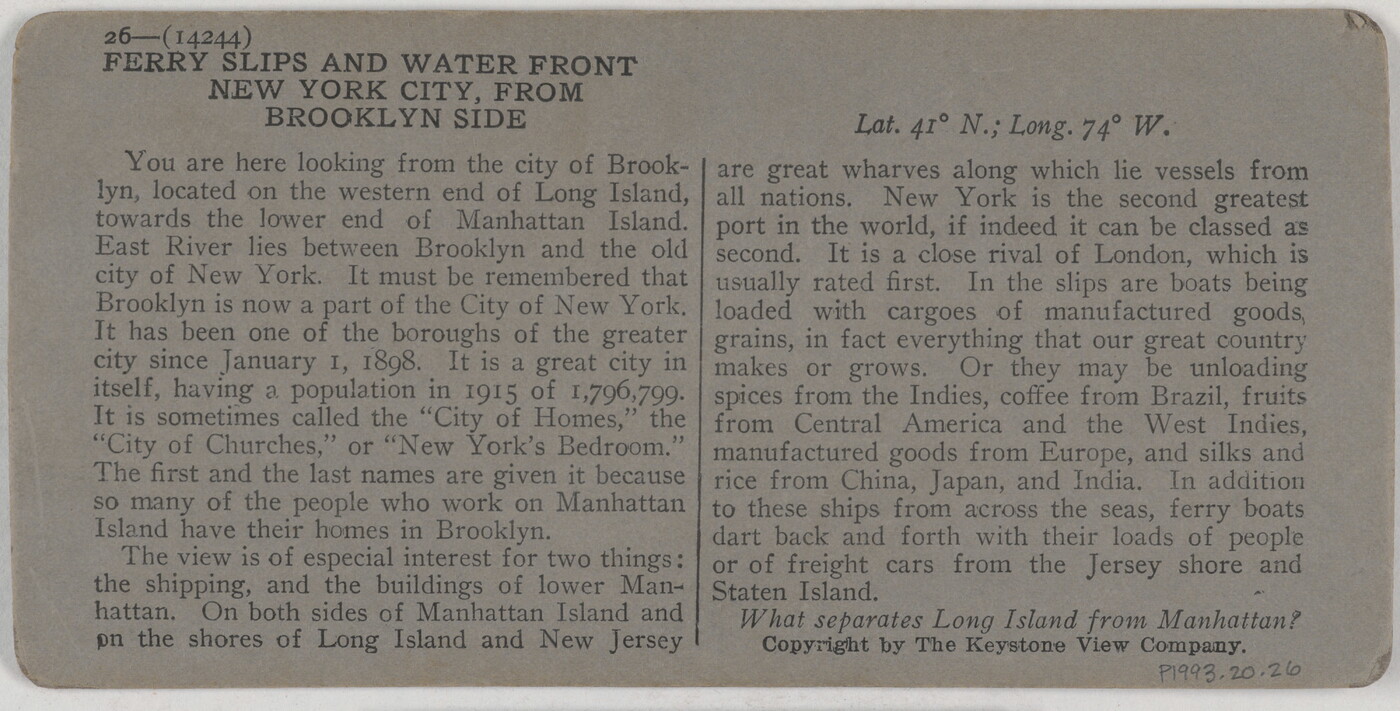 26—(14244)
FERRY SLIPS AND WATER FRONT
NEW YORK CITY, FROM
BROOKLYN SIDE
You are here looking from the city of Brook-
lyn, located on the western end of Long Island,
towards the lower end of Manhattan Island.
East River lies between Brooklyn and the old
city of New York. It must be remembered that
Brooklyn is now a part of the City of New York.
It has been one of the boroughs of the greater
city since January 1, 1898. It is a great city in
itself, having a population in 1915 of 1,796,799.
It is sometimes called the “City of Homes,” the
“City of Churches,” or “New York's Bedroom.”
The first and the last names are given it because
so many of the people who work on Manhattan
Island have their homes in Brooklyn.
The view is of especial interest for two things:
the shipping, and the buildings of lower Man-
hattan. On both sides of Manhattan Island and
on the shores of Long Island and New Jersey
Lat. 41° N.; Long. 74° W.
are great wharves along which lie vessels from
all nations. New York is the second greatest
port in the world, if indeed it can be classed as
second. It is a close rival of London, which is
usually rated first. In the slips are boats being
loaded with cargoes of manufactured goods,
grains, in fact everything that our great country
makes or grows. Or they may be unloading
spices from the Indies, coffee from Brazil, fruits
from Central America and the West Indies,
manufactured goods from Europe, and silks and
rice from China, Japan, and India. In addition
to these ships from across the seas, ferry boats
dart back and forth with their loads of people
or of freight cars from the Jersey shore and
Staten Island.
What separates Long Island from Manhattan?
Copyright by The Keystone View Company.
P1993.20.26